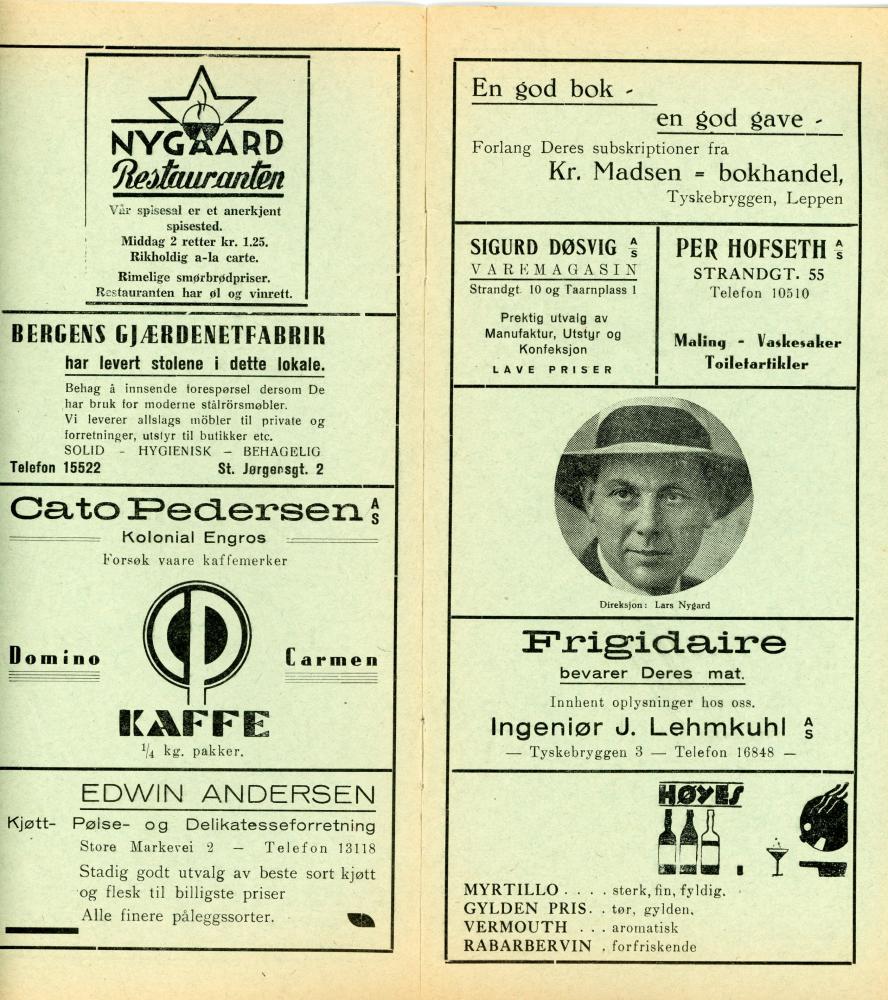 NYGAARD
Restauranten
Vår spisesal er et anerkjent
spisested.
Middag 2 retter kr. 1.25.
Rikholdig a-la carte.
Rimelige smørbrødpriser.
Restauranten har øl og vinrett.
BERGENS GJÆRDENETFABRIK
har levert stolene i dette lokale.
Behag å innsende forespørsel dersom De
har bruk for moderne stålrörsmøbler.
Vi leverer allslags möbler til private og
forretninger, utstyr til butikker etc.
SOLID - HYGIENISK - BEHAGELIG
Telefon 15522 St. Jørgensgt. 2
Cato Pedersen A/S
Kolonial Engros
Forsøk vaare kaffemerker
Domino Carmen
KAFFE
1/4 kg. pakker.
EDWIN ANDERSEN
Kjøtt- Pølse- og Delikatesseforretning
Store Markevei 2 — Telefon 13118
Stadig godt utvalg av beste sort kjøtt
og flesk til billigste priser
Alle finere påleggssorter.
En god bok -
en god gave -
Forlang Deres subskriptioner fra
Kr. Madsen = bokhandel,
Tyskebryggen, Leppen
SIGURD DØSVIG A/S
VAREMAGASIN
Strandgt. 10 og Taarnplass 1
Prektig utvalg av
Manufaktur, Utstyr og
Konfeksjon
LAVE PRISER
PER HOFSETH A/S
STRANDGT. 55
Telefon 10510
Maling - Vaskesaker
Toiletartikler
Direksjon: Lars Nygard
Frigidaire
bevarer Deres mat.
Innhent oplysninger hos oss.
Ingeniør J. Lehmkuhl A/S
— Tyskebryggen 3 — Telefon 16848 —
HØYES
MYRTILLO . . . . sterk, fin, fyldig.
GYLDEN PRIS. . tør, gylden.
VERMOUTH . . . aromatisk
RABARBERVIN . forfriskende